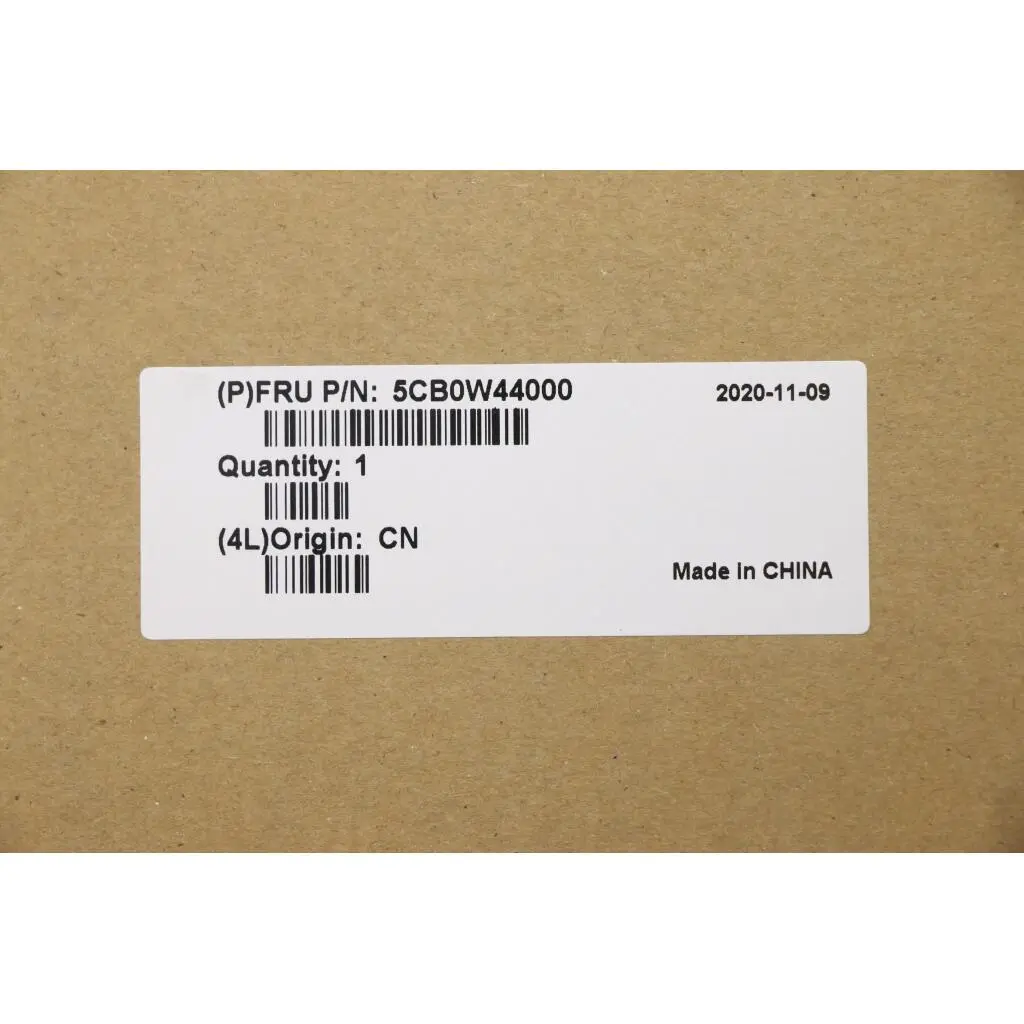 (P)FRU P/N: 5CB0W44000
2020-11-09
Quantity: 1
(4L)Origin: CN
Made in CHINA